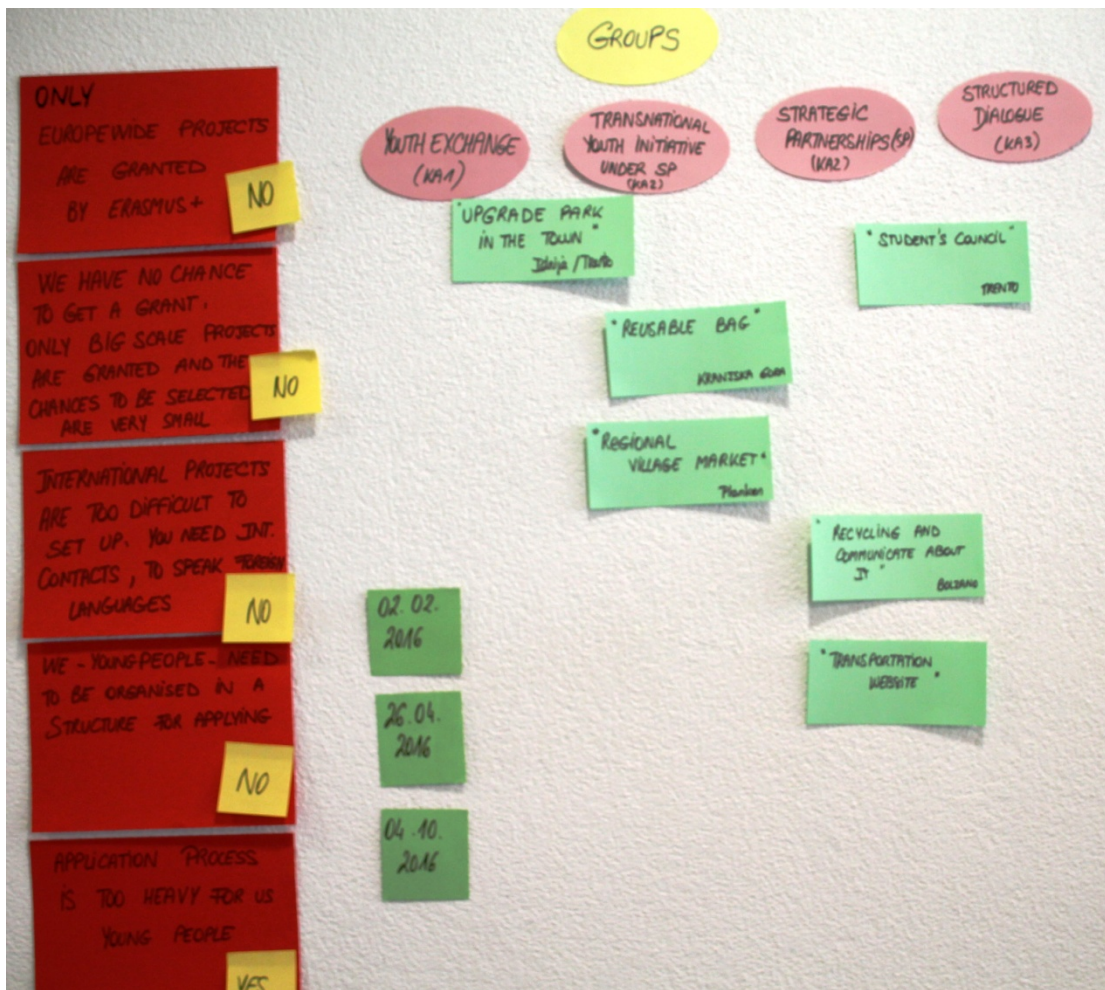 GROUPS
ONLY
EUROPEWIDE PROJECTS
ARE GRANTED
BY ERASMUS+
NO
WE HAVE NO CHANCE
TO GET A GRANT.
ONLY BIG SCALE PROJECTS
ARE GRANTED AND THE
CHANCES TO BE SELECTED
ARE VERY SMALL
NO
INTERNATIONAL PROJECTS
ARE TOO DIFFICULT TO
SET UP. YOU NEED INT.
CONTACTS, TO SPEAK FOREIGN
LANGUAGES
NO
WE - YOUNG PEOPLE - NEED
TO BE ORGANISED IN A
STRUCTURE FOR APPLYING
NO
APPLICATION PROCESS
IS TOO HEAVY FOR US
YOUNG PEOPLE
YES
YOUTH EXCHANGE
(KA1)
TRANSNATIONAL
YOUTH INITIATIVE
UNDER SP
(KA2)
STRATEGIC
PARTNERSHIPS (SP)
(KA2)
STRUCTURED
DIALOGUE
(KA3)
"UPGRADE PARK
IN THE TOWN"
Idrija /
"STUDENT'S COUNCIL"
TRENTO
"REUSABLE BAG"
KRANJSKA GORA
"REGIONAL
VILLAGE MARKET"
Planken
"RECYCLING AND
COMMUNICATE ABOUT
IT"
BOLZANO
"TRANSPORTATION
WEBSITE"
02.02.
2016
26.04.
2016
04.10.
2016